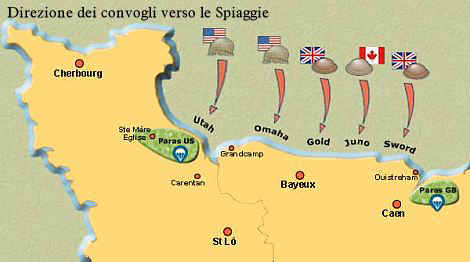 Direzione dei convogli verso le Spiaggie
Cherbourg
Utah
Omaha
Gold
Juno
Sword
Ste Mère
Eglise
Paras US
Grandcamp
Carentan
Bayeux
Ouistreham
Paras GB
Caen
St Lô